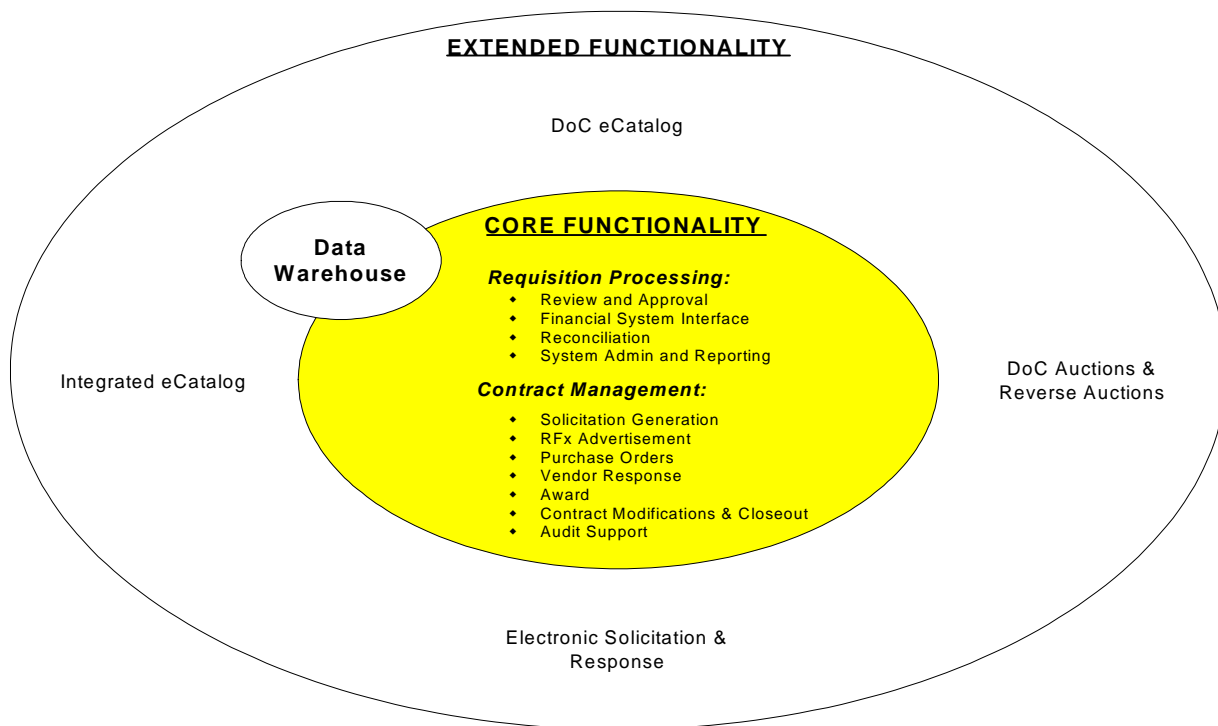 EXTENDED FUNCTIONALITY
DoC eCatalog
Data
Warehouse
CORE FUNCTIONALITY
Requisition Processing:
Review and Approval
Financial System Interface
Reconciliation
System Admin and Reporting
Contract Management:
Solicitation Generation
RFx Advertisement
Purchase Orders
Vendor Response
Award
Contract Modifications & Closeout
Audit Support
Integrated eCatalog
DoC Auctions &
Reverse Auctions
Electronic Solicitation &
Response